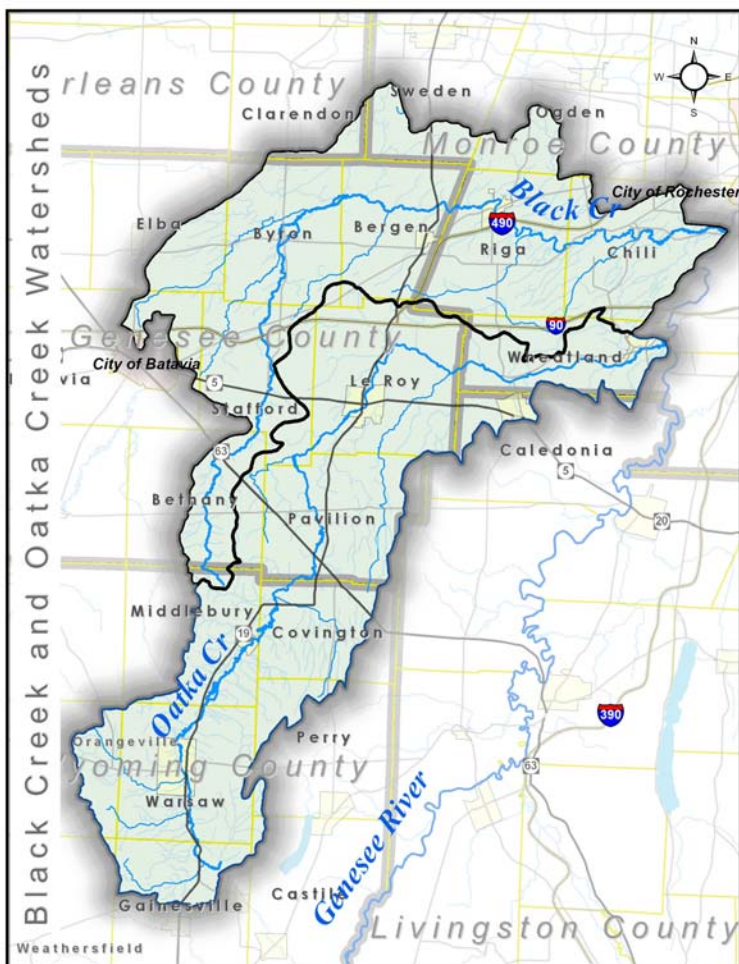 Black Creek and Oatka Creek Watersheds
N
W
E
S
rleans County
Sweden
Clarendon
Ogden
Monroe County
City of Rochester
Black Cr
490
Elba
Byron
Bergen
Riga
Chili
90
Genesee County
Wheatland
City of Batavia
via
5
Le Roy
Stafford
Caledonia
63
5
Bethany
Pavilion
20
Middlebury
19
Covington
Oatka Cr
390
Orangeville
Perry
yoming County
63
Warsaw
Genesee River
Castile
Gainesville
Livingston County
Weathersfield